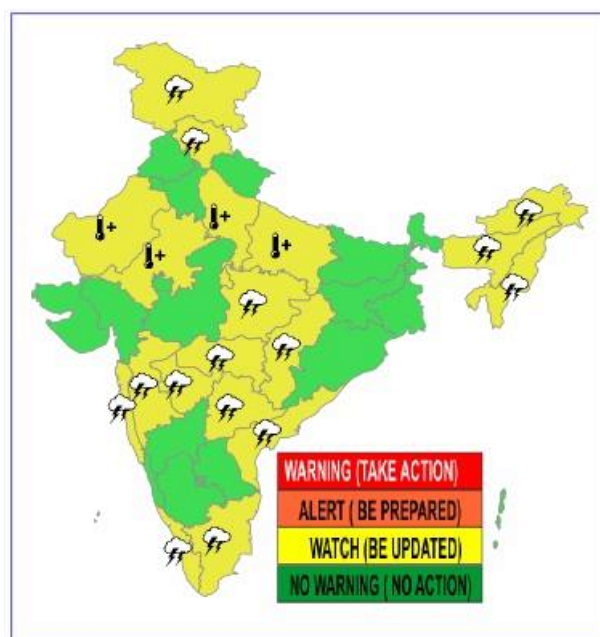 WARNING (TAKE ACTION)
ALERT ( BE PREPARED)
WATCH (BE UPDATED)
NO WARNING ( NO ACTION)